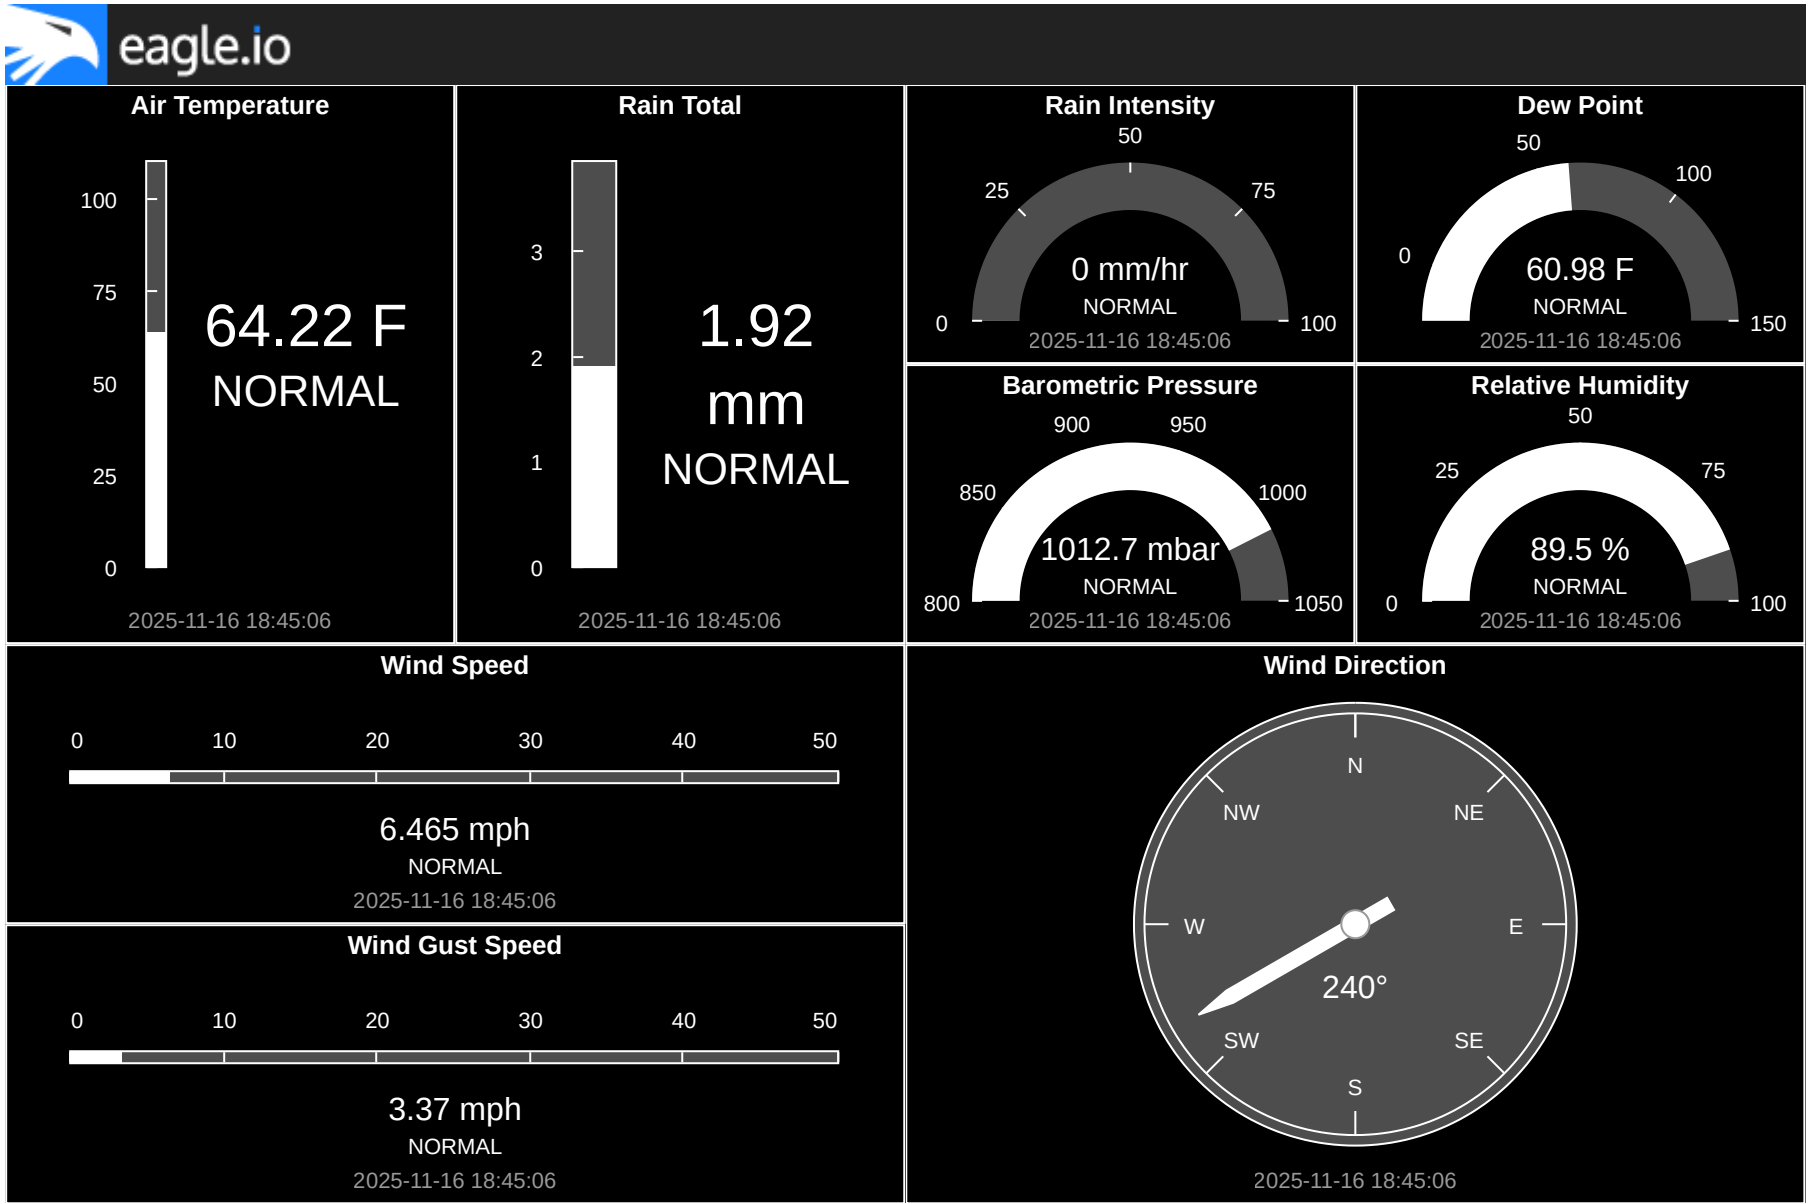 eagle.io
Air Temperature
100
75
50
25
0
64.22 F
NORMAL
2025-11-16 18:45:06
Rain Total
3
2
1
0
1.92
mm
NORMAL
2025-11-16 18:45:06
Rain Intensity
50
25
75
0
100
0 mm/hr
NORMAL
2025-11-16 18:45:06
Dew Point
50
100
0
150
60.98 F
NORMAL
2025-11-16 18:45:06
Barometric Pressure
900
950
850
1000
800
1050
1012.7 mbar
NORMAL
2025-11-16 18:45:06
Relative Humidity
50
25
75
0
100
89.5 %
NORMAL
2025-11-16 18:45:06
Wind Speed
0 10 20 30 40 50
6.465 mph
NORMAL
2025-11-16 18:45:06
Wind Gust Speed
0 10 20 30 40 50
3.37 mph
NORMAL
2025-11-16 18:45:06
Wind Direction
N
NW
NE
W
E
240°
SW
SE
S
2025-11-16 18:45:06